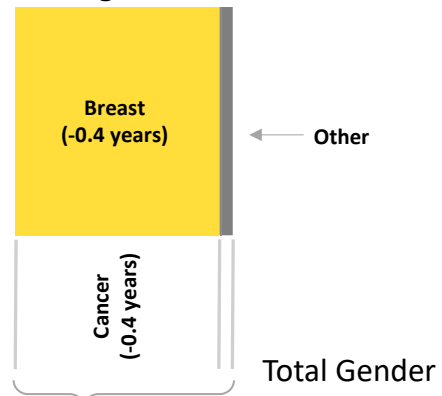 Breast
(-0.4 years)
Other
Cancer
(-0.4 years)
Total Gender